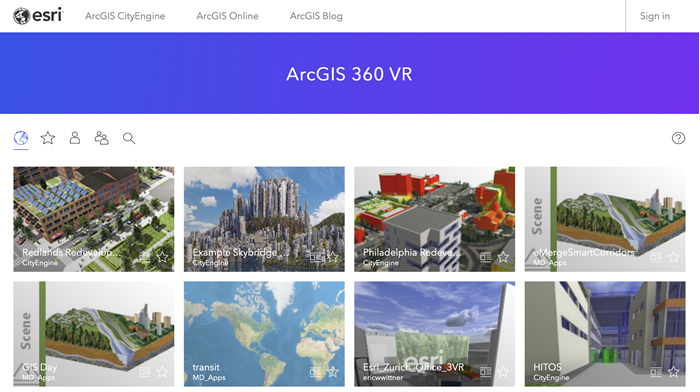 esri
ArcGIS CityEngine
ArcGIS Online
ArcGIS Blog
Sign in
ArcGIS 360 VR
Redlands Redevelop...
CityEngine
Example Skybridge ...
CityEngine
Philadelphia Redeve...
CityEngine
Scene
eMergeSmartCorridors
MD_Apps
Scene
GIS Day
MD_Apps
transit
MD_Apps
esri
Esri_Zurich_Office_3VR
ericwittner
HITOS
CityEngine